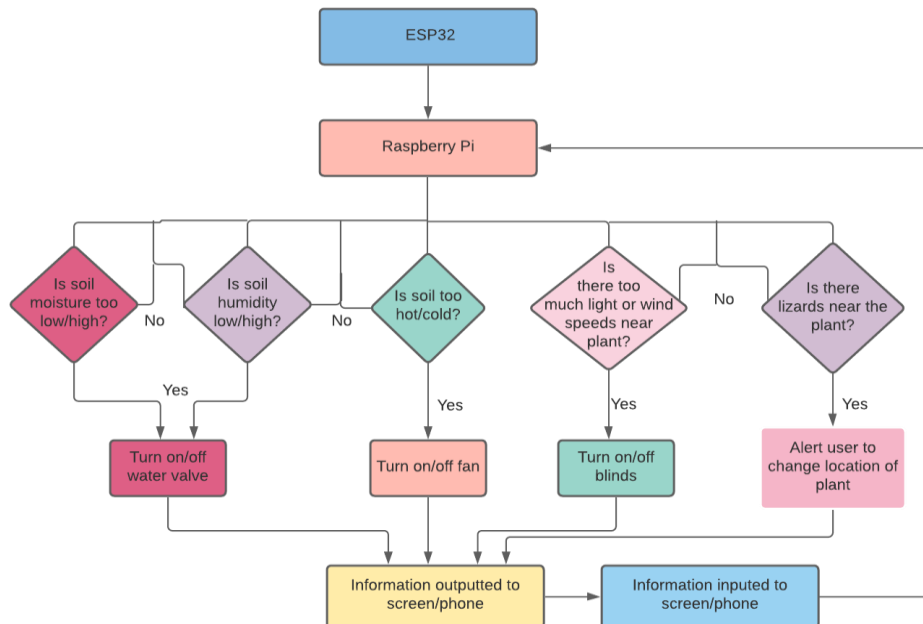 ESP32
Raspberry Pi
Is soil
moisture too
low/high?
No
Is soil
humidity
low/high?
No
Is soil too
hot/cold?
Is
there too
much light or wind
speeds near
plant?
No
Is there
lizards near the
plant?
Yes
Yes
Yes
Yes
Turn on/off
water valve
Turn on/off fan
Turn on/off
blinds
Alert user to
change location of
plant
Information outputted to
screen/phone
Information inputed to
screen/phone